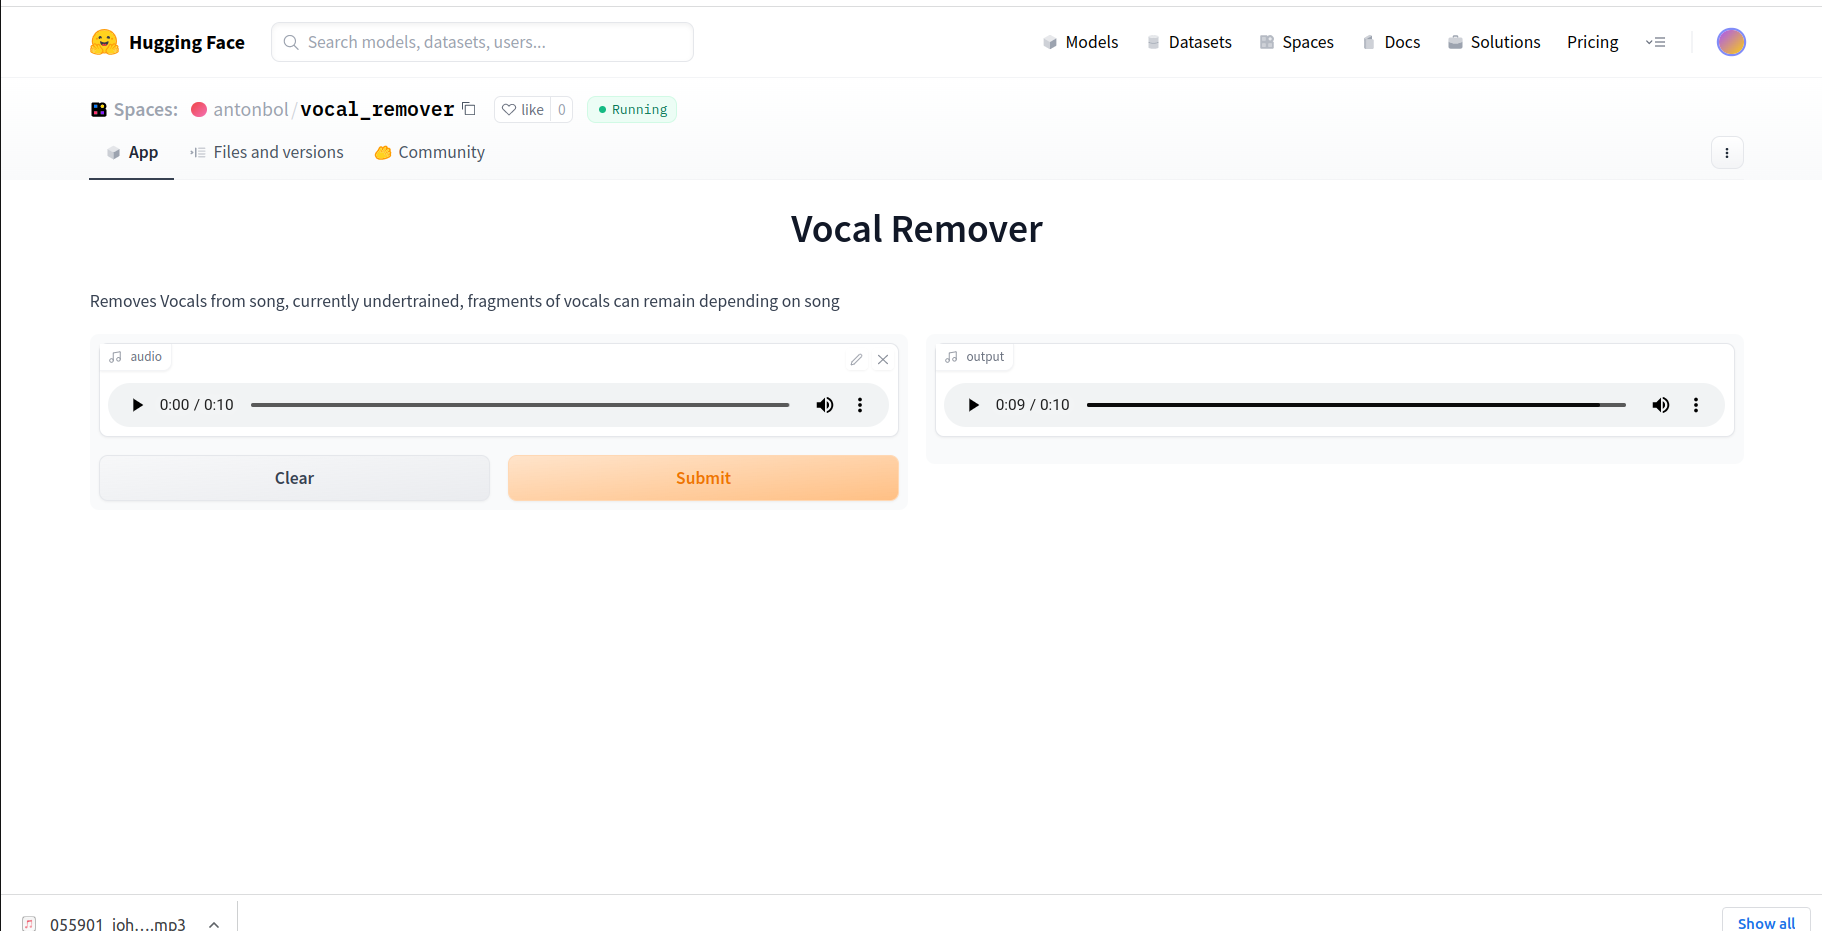 Hugging Face
Search models, datasets, users...
Models
Datasets
Spaces
Docs
Solutions
Pricing
Spaces: antonbol/vocal_remover
like 0
Running
App
Files and versions
Community
Vocal Remover
Removes Vocals from song, currently undertrained, fragments of vocals can remain depending on song
audio
0:00 / 0:10
Clear
Submit
output
0:09 / 0:10
055901_joh....mp3
Show all